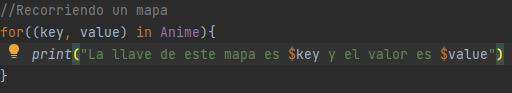 //Recorriendo un mapa
for((key, value) in Anime){
print("La llave de este mapa es $key y el valor es $value")
}